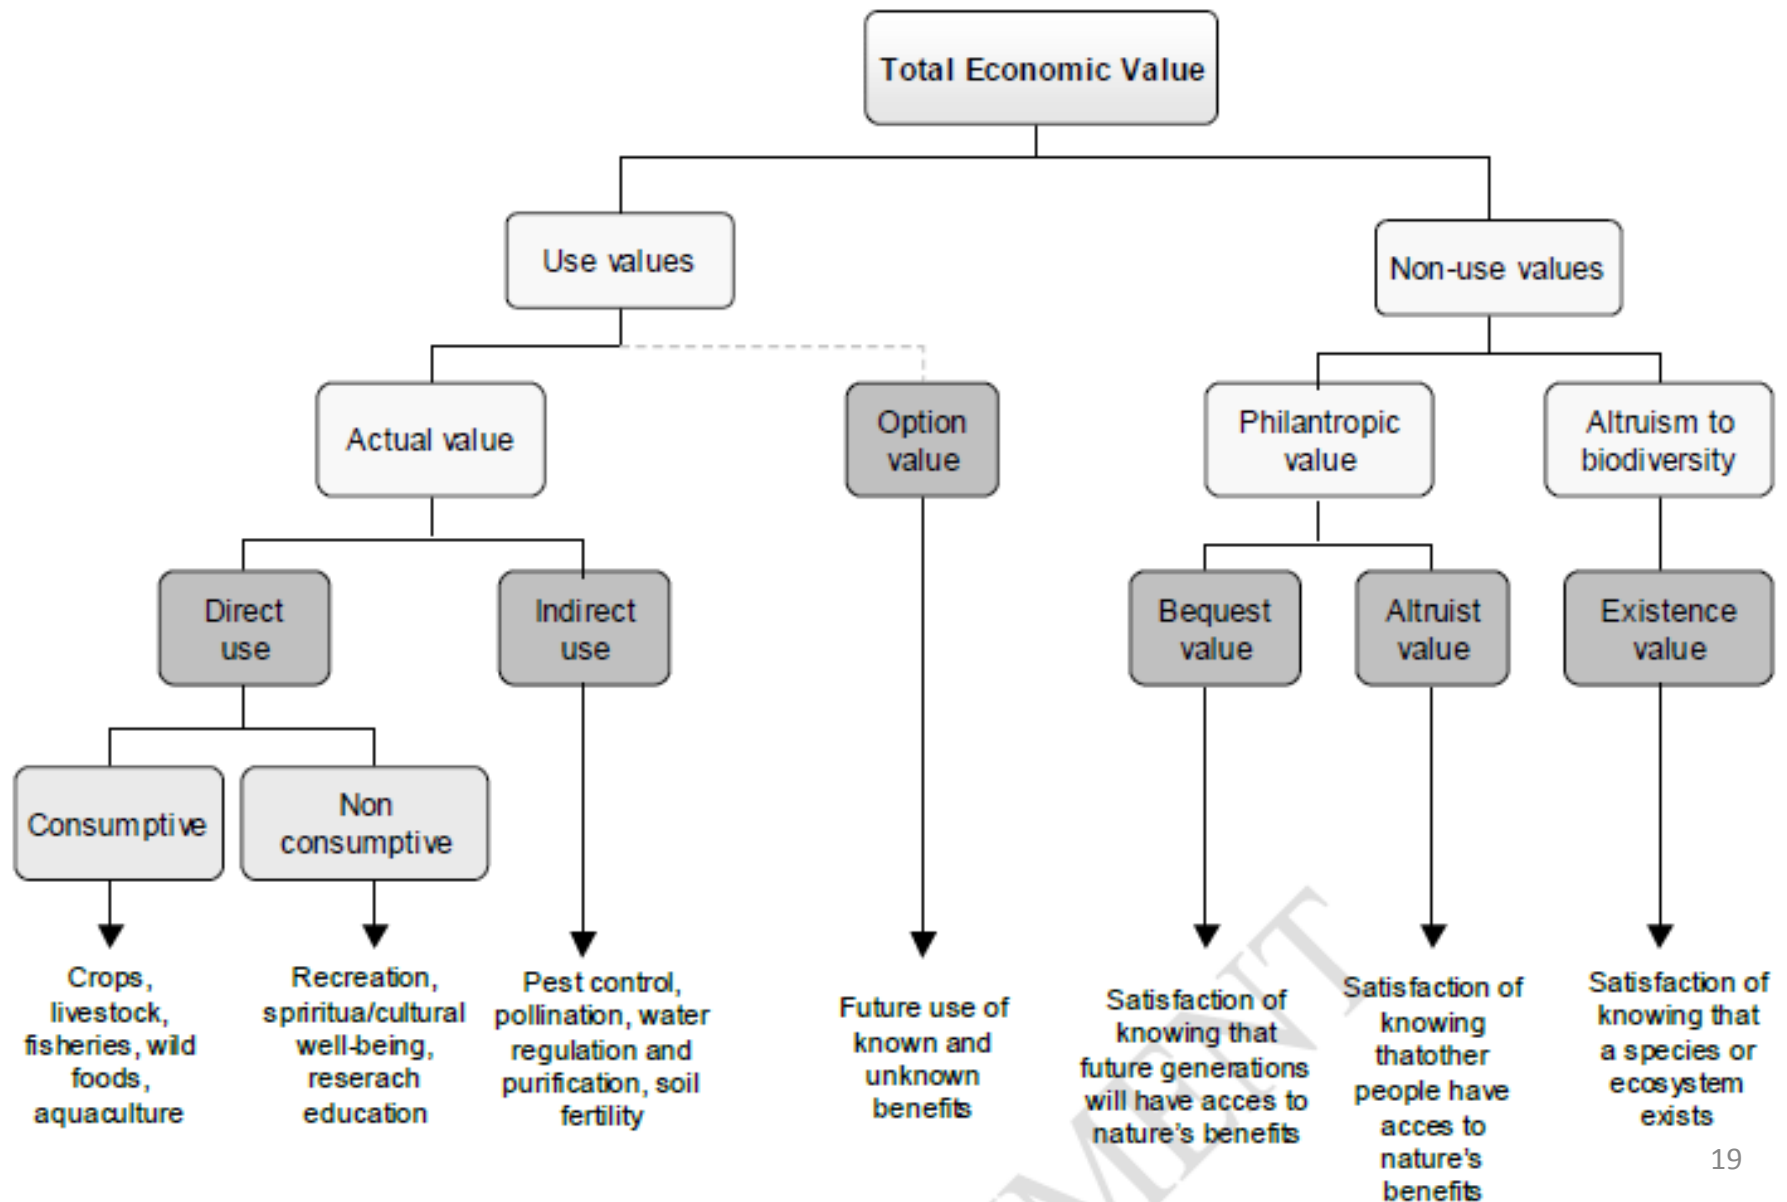 Total Economic Value
Use values
Non-use values
Actual value
Option
value
Philantropic
value
Altruism to
biodiversity
Direct
use
Indirect
use
Bequest
value
Altruist
value
Existence
value
Consumptive
Non
consumptive
Crops,
livestock,
fisheries, wild
foods,
aquaculture
Recreation,
spriritua/cultural
well-being,
reserach
education
Pest control,
pollination, water
regulation and
purification, soil
fertility
Future use of
known and
unknown
benefits
Satisfaction of
knowing that
future generations
will have acces to
nature's benefits
Satisfaction of
knowing
thatother
people have
acces to
nature's
benefits
Satisfaction of
knowing that
a species or
ecosystem
exists
19